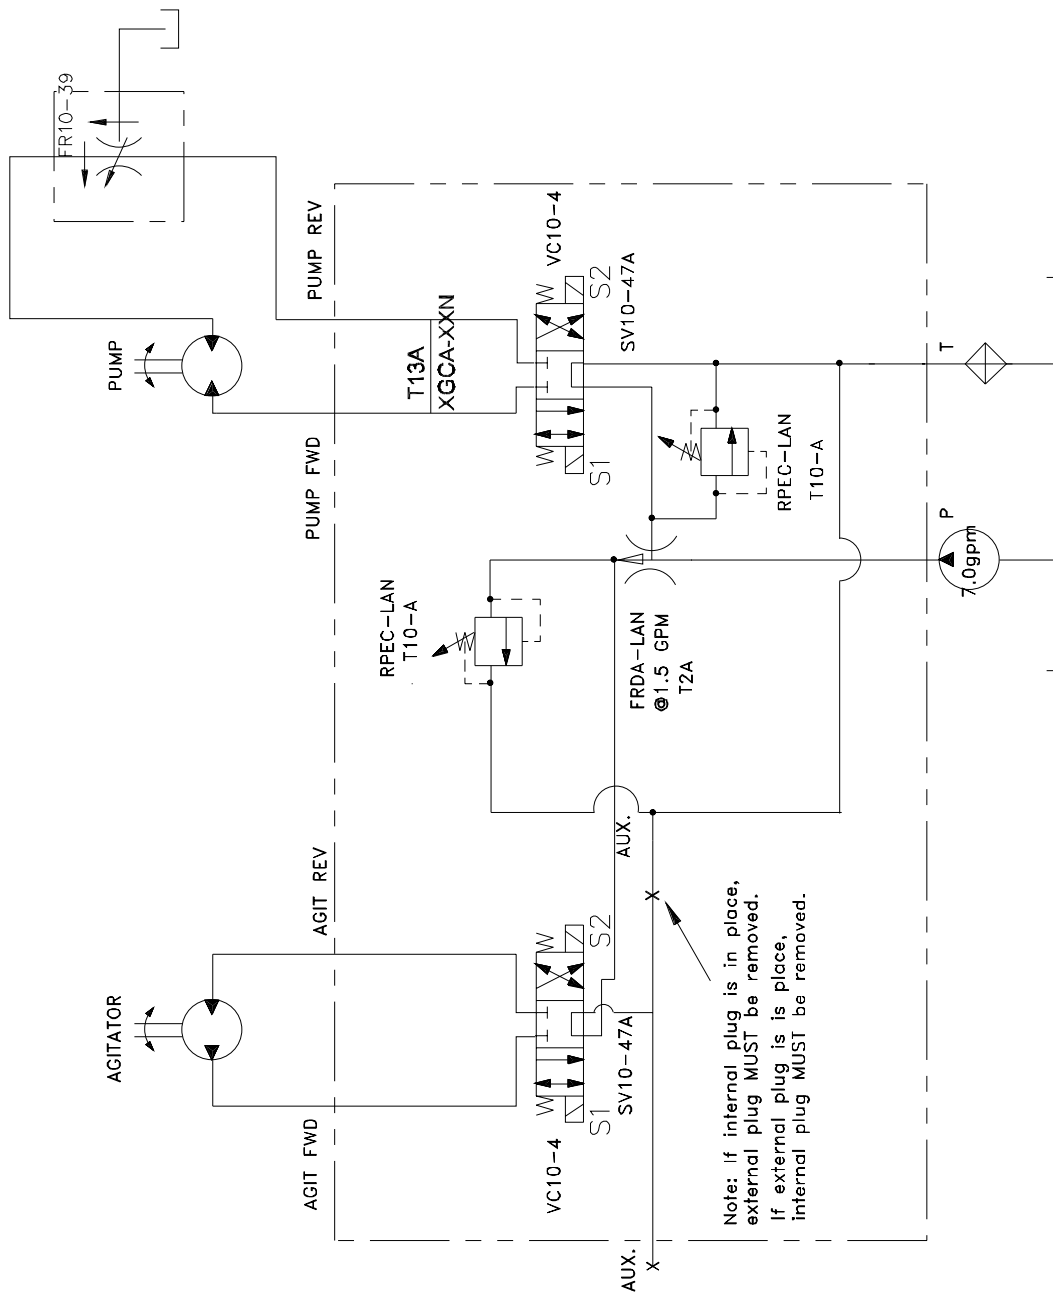 FR10-39
PUMP
PUMP REV
PUMP FWD
T13A
XGCA-XXN
VC10-4
S2
SV10-47A
S1
T
RPEC-LAN
T10-A
P
7.0gpm
RPEC-LAN
T10-A
FRDA-LAN
@1.5 GPM
T2A
AUX.
AGITATOR
AGIT REV
AGIT FWD
S2
SV10-47A
S1
VC10-4
AUX.
X
X
Note: If internal plug is in place,
external plug MUST be removed.
If external plug is is place,
internal plug MUST be removed.